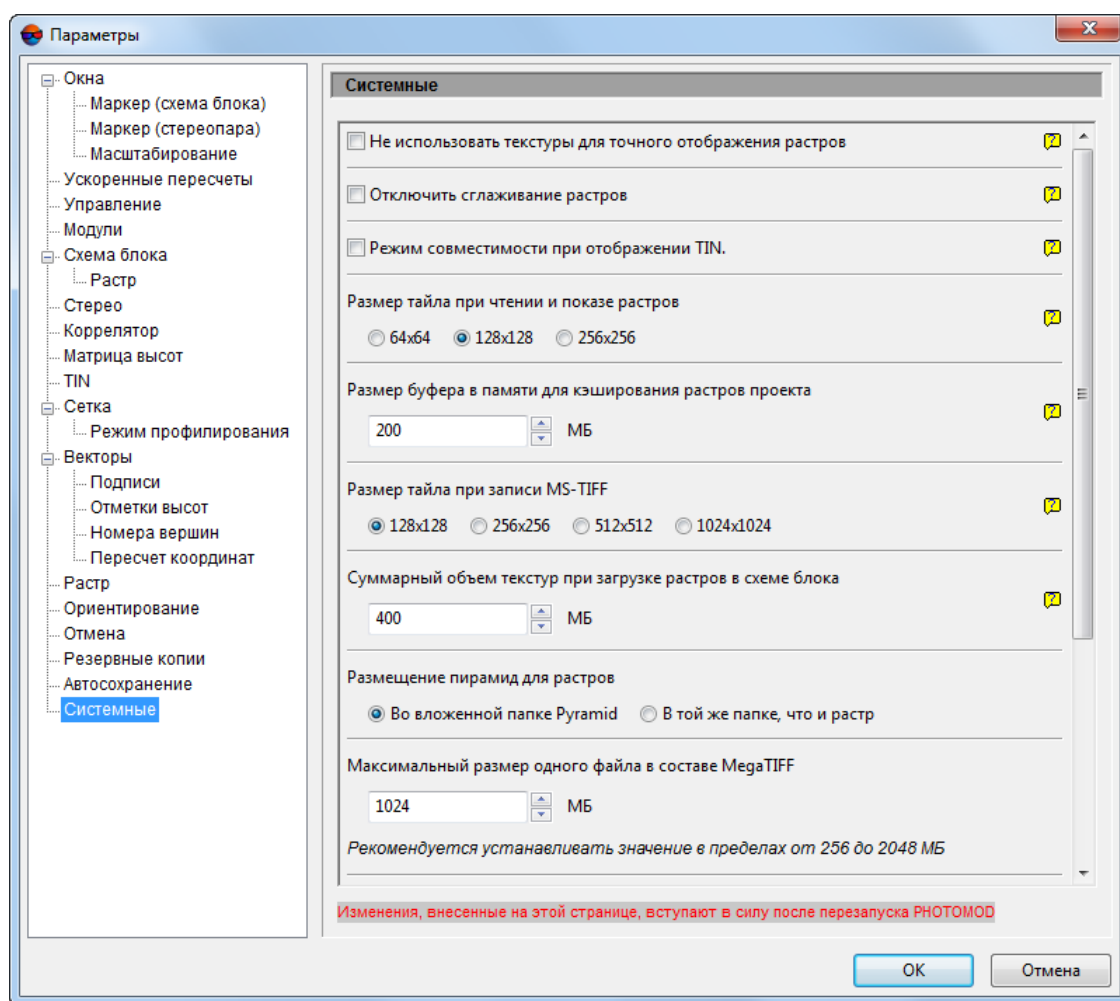 Параметры
Окна
Маркер (схема блока)
Маркер (стереопара)
Масштабирование
Ускоренные пересчеты
Управление
Модули
Схема блока
Растр
Стерео
Коррелятор
Матрица высот
TIN
Сетка
Режим профилирования
Векторы
Подписи
Отметки высот
Номера вершин
Пересчет координат
Растр
Ориентирование
Отмена
Резервные копии
Автосохранение
Системные
Системные
Не использовать текстуры для точного отображения растров
Отключить сглаживание растров
Режим совместимости при отображении TIN.
Размер тайла при чтении и показе растров
64x64 128x128 256x256
Размер буфера в памяти для кэширования растров проекта
200 МБ
Размер тайла при записи MS-TIFF
128x128 256x256 512x512 1024x1024
Суммарный объем текстур при загрузке растров в схеме блока
400 МБ
Размещение пирамид для растров
Во вложенной папке Pyramid В той же папке, что и растр
Максимальный размер одного файла в составе MegaTIFF
1024 МБ
Рекомендуется устанавливать значение в пределах от 256 до 2048 МБ
Изменения, внесенные на этой странице, вступают в силу после перезапуска PHOTOMOD
OK Отмена